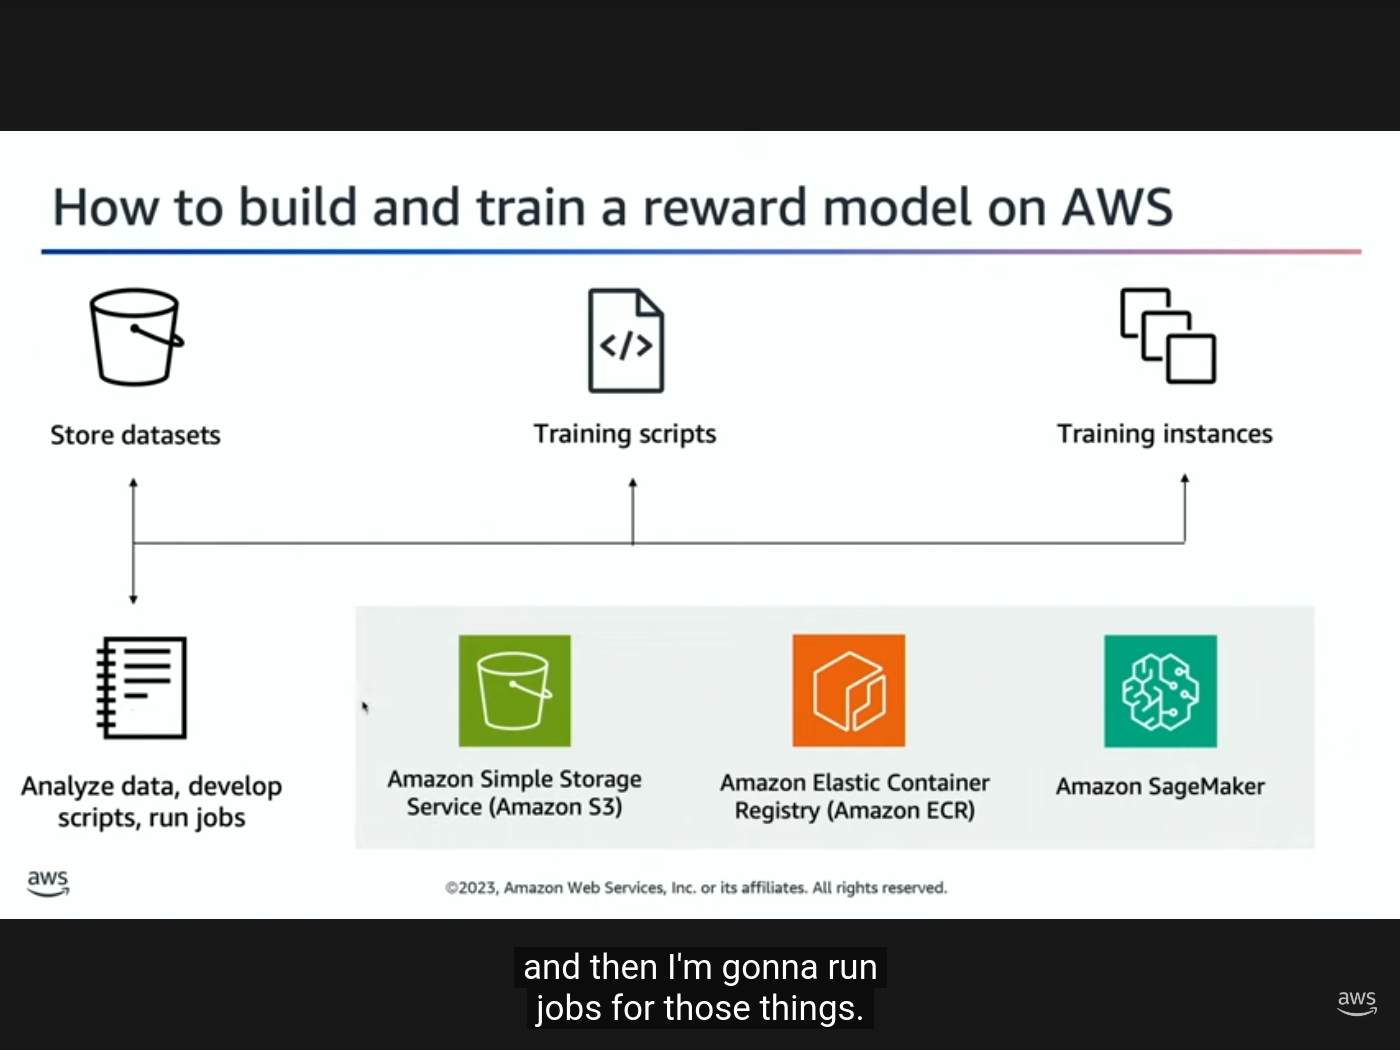 How to build and train a reward model on AWS
</>
Store datasets
Training scripts
Training instances
Analyze data, develop
scripts, run jobs
Amazon Simple Storage
Service (Amazon S3)
Amazon Elastic Container
Registry (Amazon ECR)
Amazon SageMaker
aws
©2023, Amazon Web Services, Inc. or its affiliates. All rights reserved.
and then I'm gonna run
jobs for those things.
aws